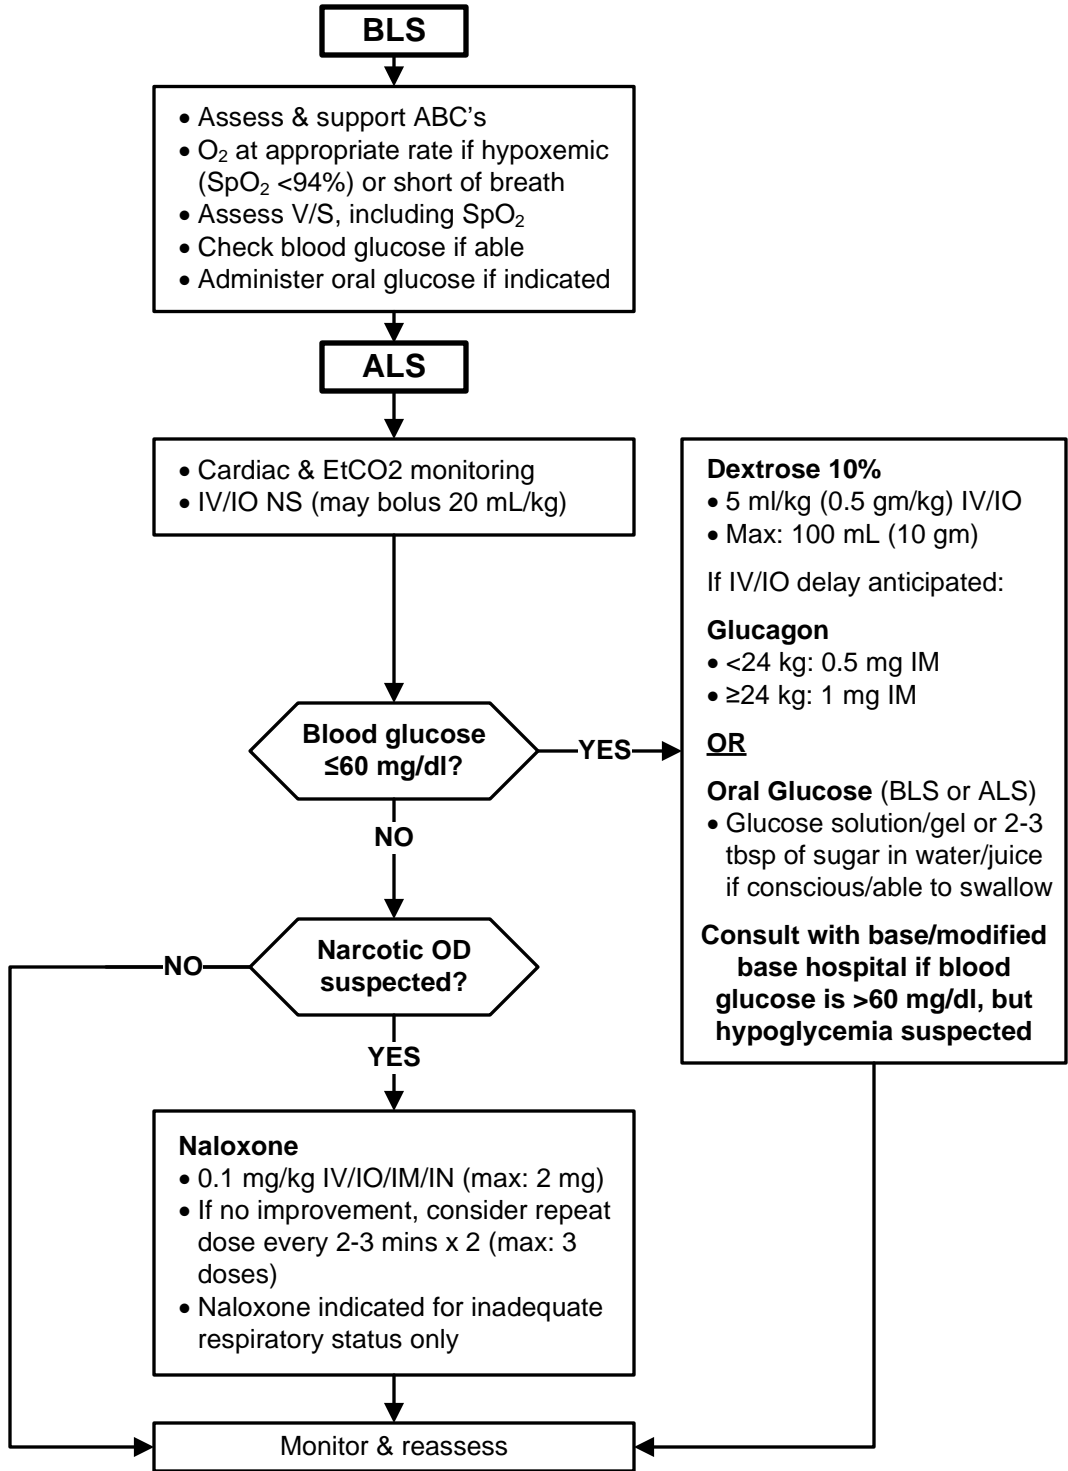 BLS
• Assess & support ABC’s
• O₂ at appropriate rate if hypoxemic
(SpO₂ <94%) or short of breath
• Assess V/S, including SpO₂
• Check blood glucose if able
• Administer oral glucose if indicated
ALS
• Cardiac & EtCO2 monitoring
• IV/IO NS (may bolus 20 mL/kg)
Blood glucose
≤60 mg/dl?
YES
Dextrose 10%
• 5 ml/kg (0.5 gm/kg) IV/IO
• Max: 100 mL (10 gm)
If IV/IO delay anticipated:
Glucagon
• <24 kg: 0.5 mg IM
• ≥24 kg: 1 mg IM
OR
Oral Glucose (BLS or ALS)
• Glucose solution/gel or 2-3
tbsp of sugar in water/juice
if conscious/able to swallow
Consult with base/modified
base hospital if blood
glucose is >60 mg/dl, but
hypoglycemia suspected
NO
Narcotic OD
suspected?
NO
YES
Naloxone
• 0.1 mg/kg IV/IO/IM/IN (max: 2 mg)
• If no improvement, consider repeat
dose every 2-3 mins x 2 (max: 3
doses)
• Naloxone indicated for inadequate
respiratory status only
Monitor & reassess